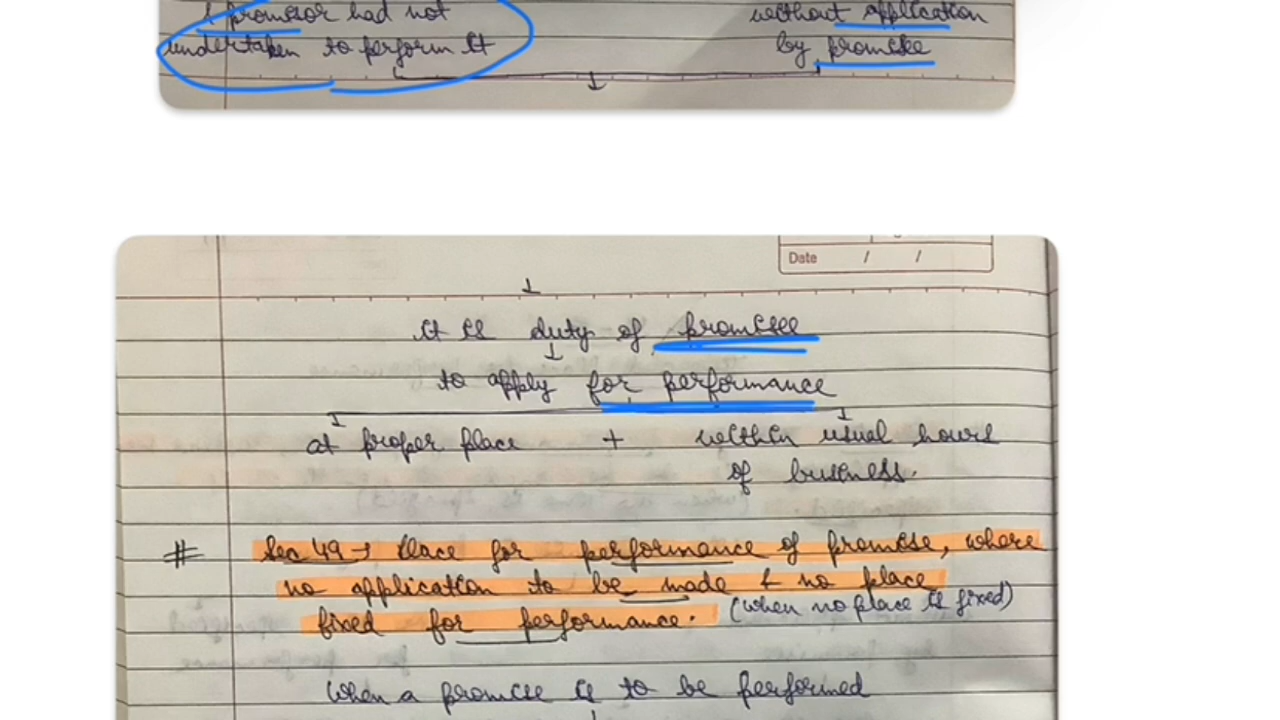 & promisor had not
undertaken to perform it
without application
by promise
Date / /
it is duty of promisee
to apply for performance
at proper place + within usual hours
of business.
# Sec 49 → Place for performance of promise, where
no application to be made & no place
fixed for performance. (when no place is fixed)
when a promise is to be performed